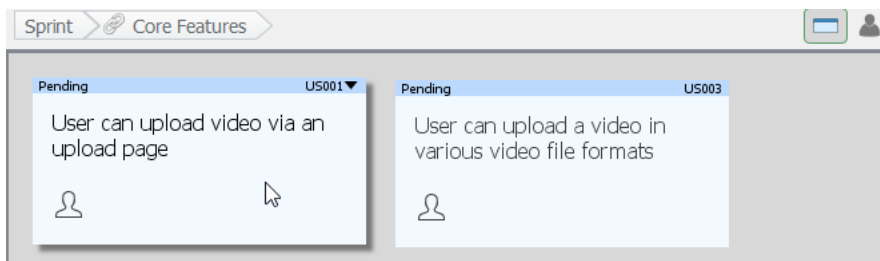 Sprint Core Features
Pending US001
User can upload video via an
upload page
Pending US003
User can upload a video in
various video file formats